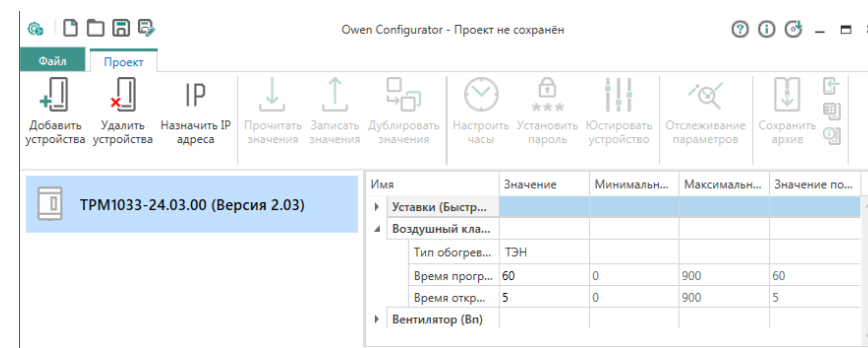 Owen Configurator - Проект не сохранён
Файл
Проект
Добавить устройства
Удалить устройства
IP
Назначить IP адреса
Прочитать значения
Записать значения
Дублировать значения
Настроить часы
***
Установить пароль
Юстировать устройство
Отслеживание параметров
Сохранить архив
ТРМ1033-24.03.00 (Версия 2.03)
Имя Значение Минимальн... Максимальн... Значение по...
Уставки (Быстр...
Воздушный кла...
Тип обогрев... ТЭН
Время прогр... 60 0 900 60
Время откр... 5 0 900 5
Вентилятор (Вп)